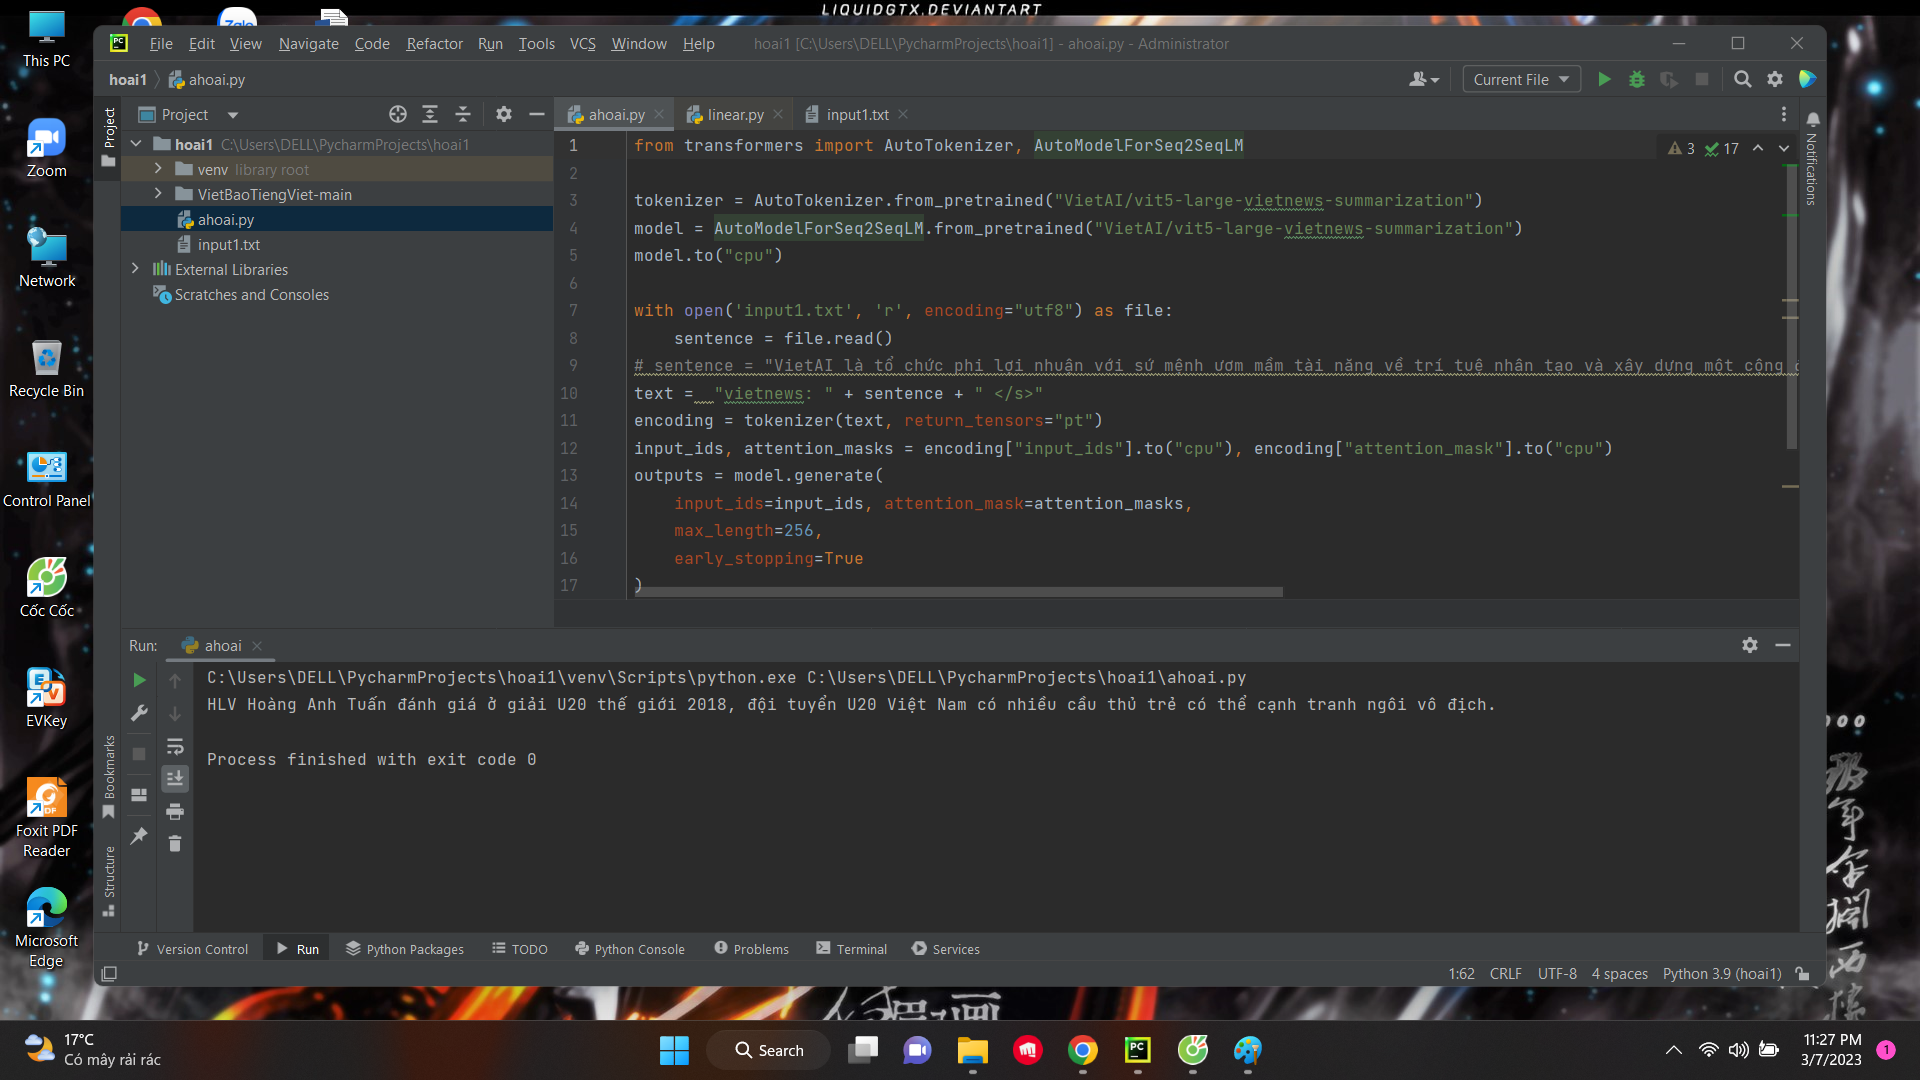 LIQUIDGTX.DEVIANTART
This PC
Zoom
Network
Recycle Bin
Control Panel
Cốc Cốc
EVKey
Foxit PDF
Reader
Microsoft
Edge
Zalo
PC
File Edit View Navigate Code Refactor Run Tools VCS Window Help
hoai1 [C:\Users\DELL\PycharmProjects\hoai1] - ahoai.py - Administrator
hoai1 ahoai.py
Current File
Project
Project
ahoai.py linear.py input1.txt
hoai1 C:\Users\DELL\PycharmProjects\hoai1
venv library root
VietBaoTiengViet-main
ahoai.py
input1.txt
External Libraries
Scratches and Consoles
3 17
Notifications
1 from transformers import AutoTokenizer, AutoModelForSeq2SeqLM
2
3 tokenizer = AutoTokenizer.from_pretrained("VietAI/vit5-large-vietnews-summarization")
4 model = AutoModelForSeq2SeqLM.from_pretrained("VietAI/vit5-large-vietnews-summarization")
5 model.to("cpu")
6
7 with open('input1.txt', 'r', encoding="utf8") as file:
8 sentence = file.read()
9 # sentence = "VietAI là tổ chức phi lợi nhuận với sứ mệnh ươm mầm tài năng về trí tuệ nhân tạo và xây dựng một cộng
10 text = "vietnews: " + sentence + " </s>"
11 encoding = tokenizer(text, return_tensors="pt")
12 input_ids, attention_masks = encoding["input_ids"].to("cpu"), encoding["attention_mask"].to("cpu")
13 outputs = model.generate(
14 input_ids=input_ids, attention_mask=attention_masks,
15 max_length=256,
16 early_stopping=True
17 )
Run: ahoai
C:\Users\DELL\PycharmProjects\hoai1\venv\Scripts\python.exe C:\Users\DELL\PycharmProjects\hoai1\ahoai.py
HLV Hoàng Anh Tuấn đánh giá ở giải U20 thế giới 2018, đội tuyển U20 Việt Nam có nhiều cầu thủ trẻ có thể cạnh tranh ngôi vô địch.
Process finished with exit code 0
Bookmarks
Structure
Version Control Run Python Packages TODO Python Console Problems Terminal Services
1:62 CRLF UTF-8 4 spaces Python 3.9 (hoai1)
17°C
Có mây rải rác
Search
PC
11:27 PM
3/7/2023
1